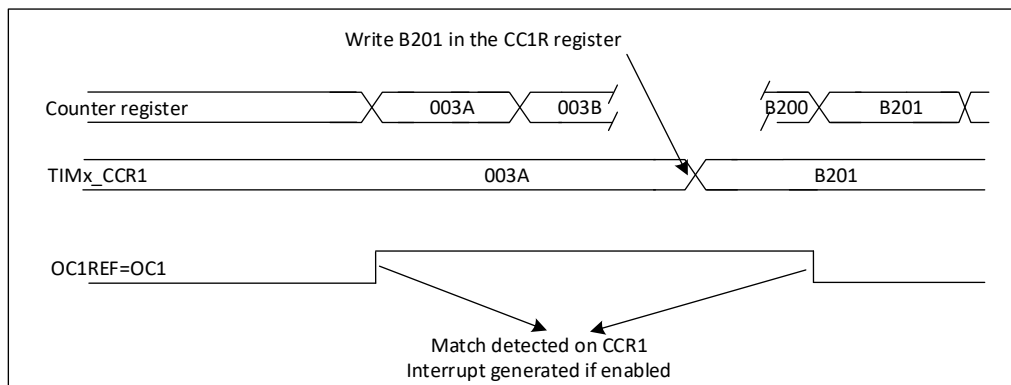 Write B201 in the CC1R register
Counter register 003A 003B B200 B201
TIMx_CCR1 003A B201
OC1REF=OC1
Match detected on CCR1
Interrupt generated if enabled